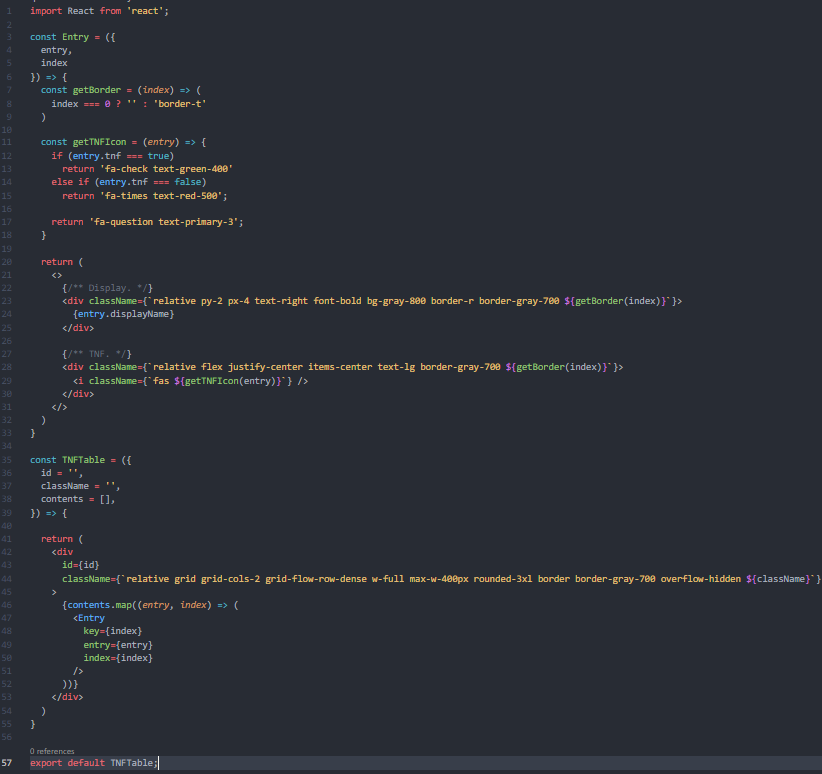 1 import React from 'react';
2
3 const Entry = ({
4 entry,
5 index
6 }) => {
7 const getBorder = (index) => (
8 index === 0 ? '' : 'border-t'
9 )
10
11 const getTNFIcon = (entry) => {
12 if (entry.tnf === true)
13 return 'fa-check text-green-400'
14 else if (entry.tnf === false)
15 return 'fa-times text-red-500';
16
17 return 'fa-question text-primary-3';
18 }
19
20 return (
21 <>
22 {/** Display. */}
23 <div className={`relative py-2 px-4 text-right font-bold bg-gray-800 border-r border-gray-700 ${getBorder(index)}`}>
24 {entry.displayName}
25 </div>
26
27 {/** TNF. */}
28 <div className={`relative flex justify-center items-center text-lg border-gray-700 ${getBorder(index)}`}>
29 <i className={`fas ${getTNFIcon(entry)}`} />
30 </div>
31 </>
32 )
33 }
34
35 const TNFTable = ({
36 id = '',
37 className = '',
38 contents = [],
39 }) => {
40
41 return (
42 <div
43 id={id}
44 className={`relative grid grid-cols-2 grid-flow-row-dense w-full max-w-400px rounded-3xl border border-gray-700 overflow-hidden ${className}`}
45 >
46 {contents.map((entry, index) => (
47 <Entry
48 key={index}
49 entry={entry}
50 index={index}
51 />
52 ))}
53 </div>
54 )
55 }
56
0 references
57 export default TNFTable;